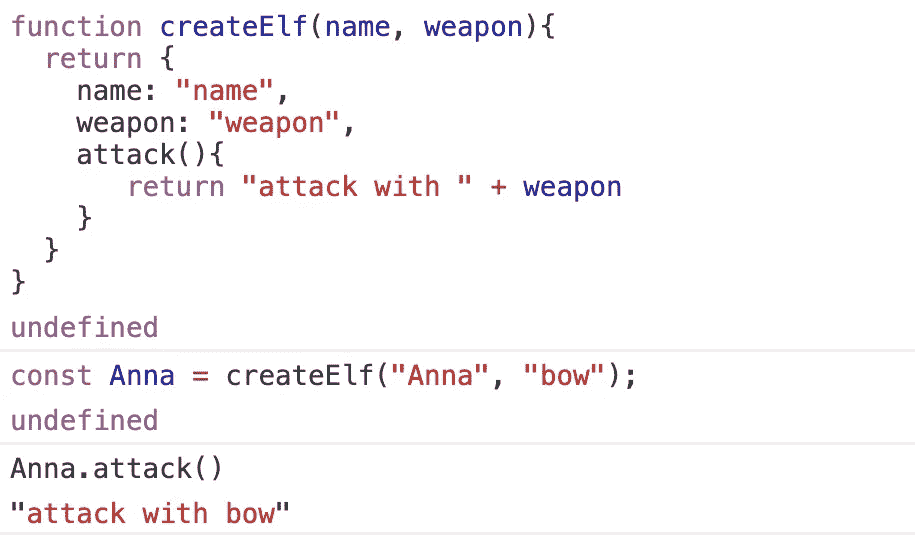 function createElf(name, weapon){
  return {
    name: "name",
    weapon: "weapon",
    attack(){
       return "attack with " + weapon
    }
  }
}
undefined
const Anna = createElf("Anna", "bow");
undefined
Anna.attack()
"attack with bow"